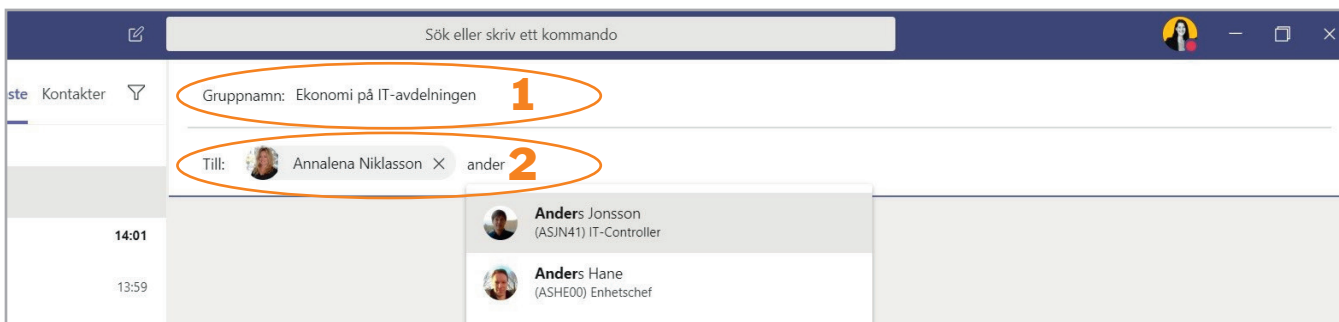 Sök eller skriv ett kommando
ste Kontakter
Gruppnamn: Ekonomi på IT-avdelningen 1
Till: Annalena Niklasson ander 2
Anders Jonsson
(ASJN41) IT-Controller
14:01
Anders Hane
(ASHE00) Enhetschef
13:59